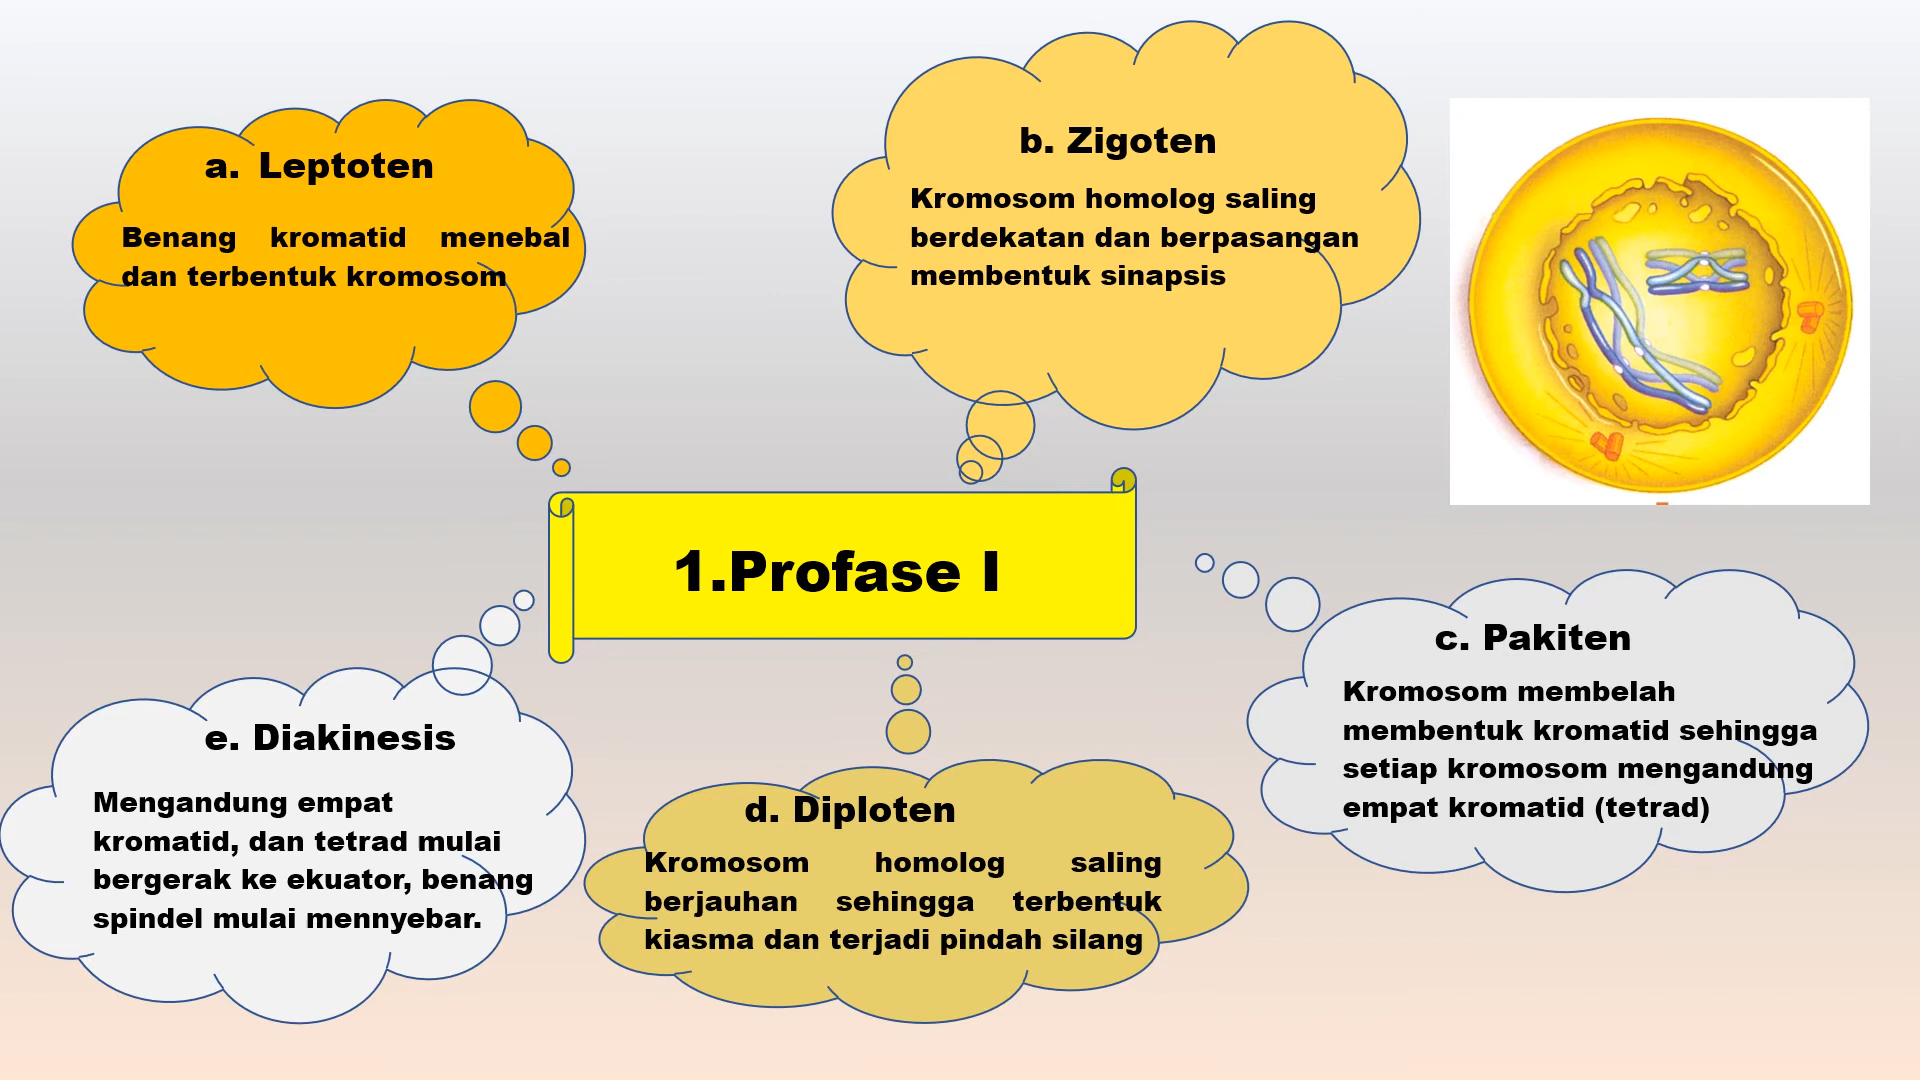 a. Leptoten
Benang kromatid menebal
dan terbentuk kromosom
b. Zigoten
Kromosom homolog saling
berdekatan dan berpasangan
membentuk sinapsis
1.Profase I
c. Pakiten
Kromosom membelah
membentuk kromatid sehingga
setiap kromosom mengandung
empat kromatid (tetrad)
d. Diploten
Kromosom homolog saling
berjauhan sehingga terbentuk
kiasma dan terjadi pindah silang
e. Diakinesis
Mengandung empat
kromatid, dan tetrad mulai
bergerak ke ekuator, benang
spindel mulai mennyebar.